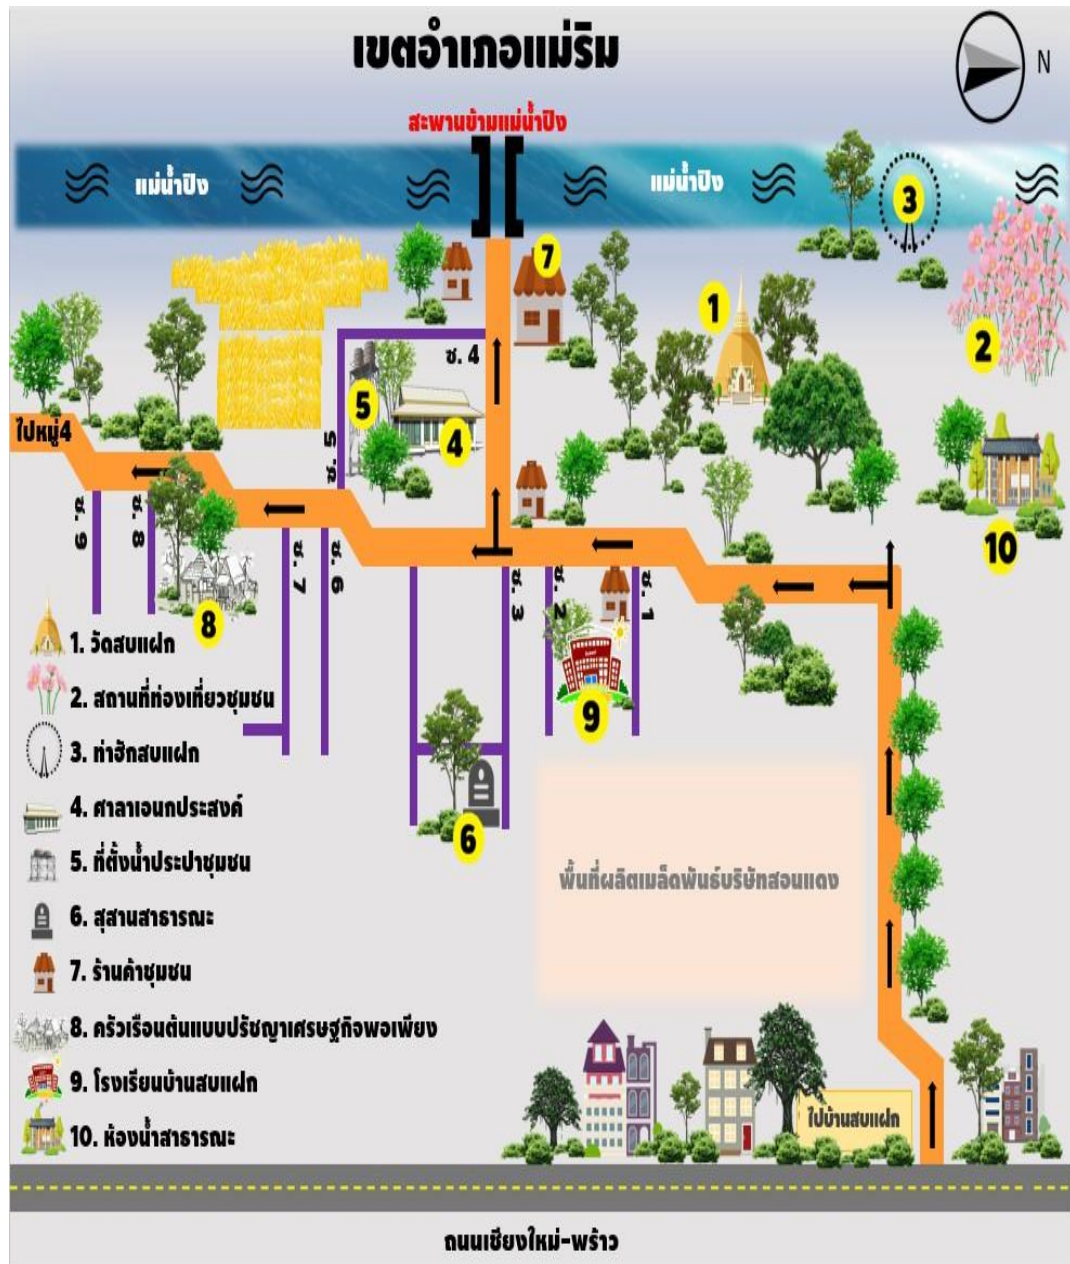 เขตอำเภอแม่ริม
N
สะพานข้ามแม่น้ำปิง
แม่น้ำปิง
แม่น้ำปิง
3
7
1
2
ซ. 4
5
4
ไปหมู่4
ซ. 5
10
ซ. 9
ซ. 8
ซ. 7
ซ. 6
ซ. 3
ซ. 2
ซ. 1
8
9
6
1. วัดสบแฝก
2. สถานที่ท่องเที่ยวชุมชน
3. ท่าฮักสบแฝก
4. ศาลาเอนกประสงค์
5. ที่ตั้งน้ำประปาชุมชน
6. สุสานสาธารณะ
7. ร้านค้าชุมชน
8. ครัวเรือนต้นแบบปรัชญาเศรษฐกิจพอเพียง
9. โรงเรียนบ้านสบแฝก
10. ห้องน้ำสาธารณะ
พื้นที่ผลิตเมล็ดพันธ์บริษัทสอนแดง
ไปบ้านสบแฝก
ถนนเชียงใหม่-พร้าว